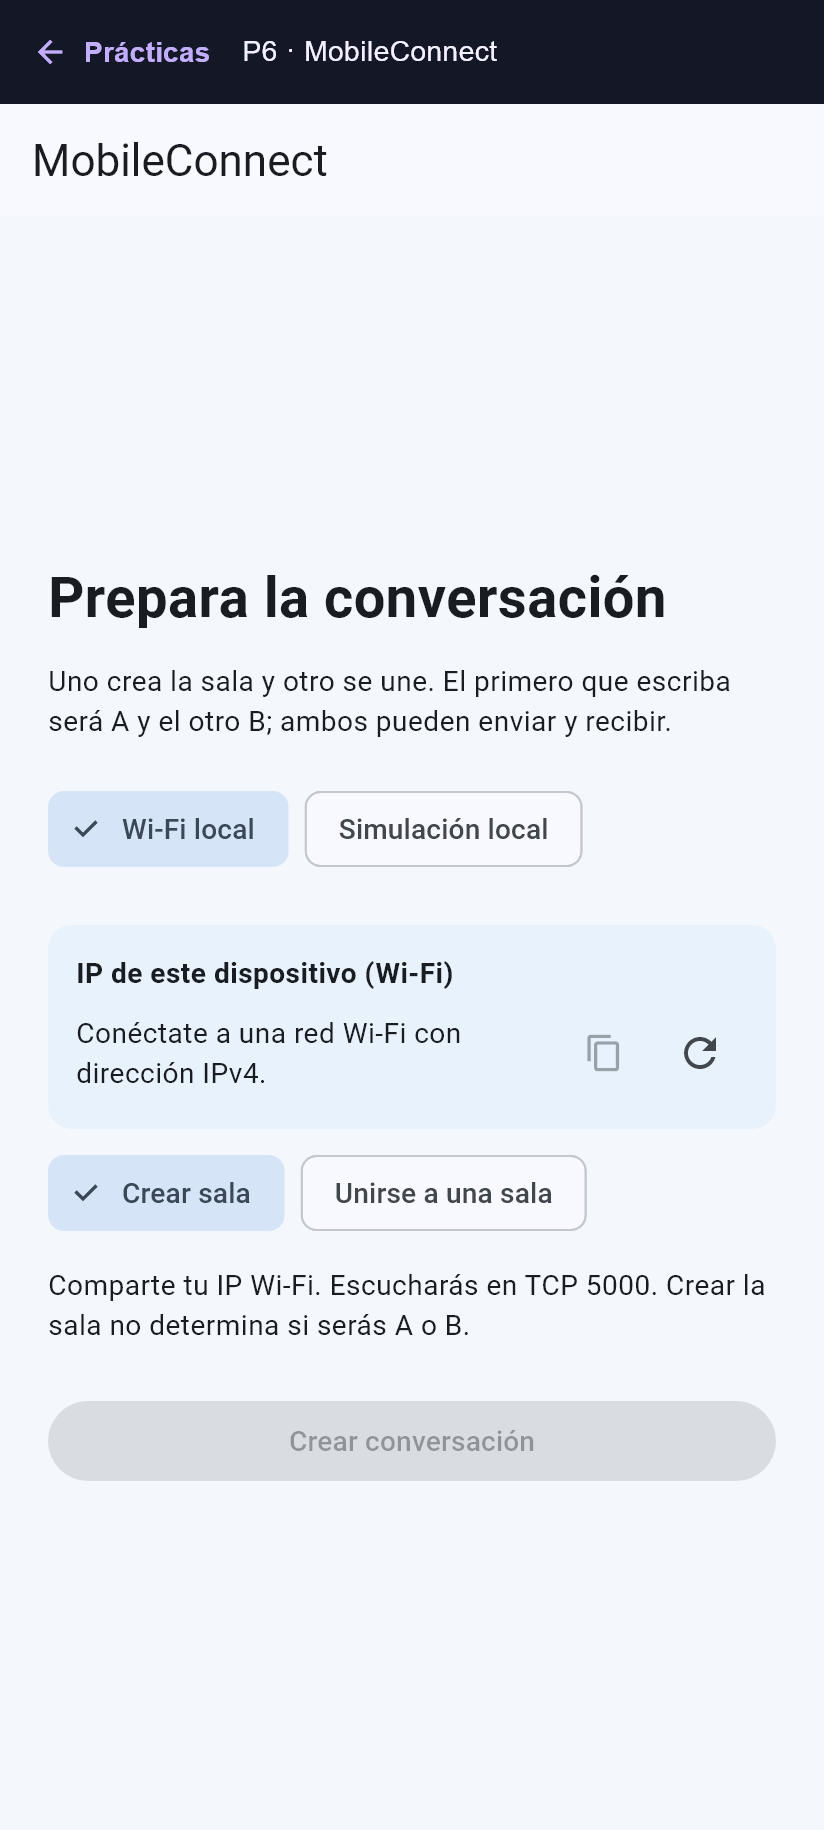 Prácticas P6 · MobileConnect
MobileConnect
Prepara la conversación
Uno crea la sala y otro se une. El primero que escriba
será A y el otro B; ambos pueden enviar y recibir.
Wi-Fi local Simulación local
IP de este dispositivo (Wi-Fi)
Conéctate a una red Wi-Fi con
dirección IPv4.
Crear sala Unirse a una sala
Comparte tu IP Wi-Fi. Escucharás en TCP 5000. Crear la
sala no determina si serás A o B.
Crear conversación